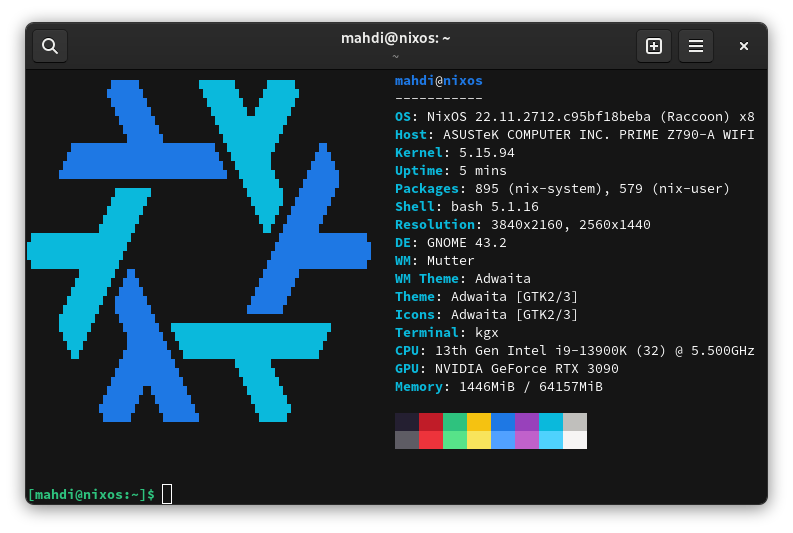 mahdi@nixos: ~
~
mahdi@nixos
-----------
OS: NixOS 22.11.2712.c95bf18beba (Raccoon) x8
Host: ASUSTeK COMPUTER INC. PRIME Z790-A WIFI
Kernel: 5.15.94
Uptime: 5 mins
Packages: 895 (nix-system), 579 (nix-user)
Shell: bash 5.1.16
Resolution: 3840x2160, 2560x1440
DE: GNOME 43.2
WM: Mutter
WM Theme: Adwaita
Theme: Adwaita [GTK2/3]
Icons: Adwaita [GTK2/3]
Terminal: kgx
CPU: 13th Gen Intel i9-13900K (32) @ 5.500GHz
GPU: NVIDIA GeForce RTX 3090
Memory: 1446MiB / 64157MiB
[mahdi@nixos:~]$